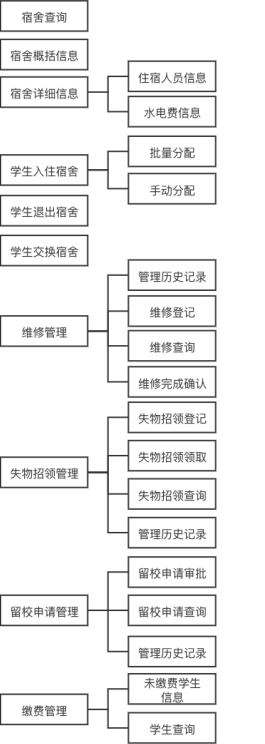 宿舍查询
宿舍概括信息
宿舍详细信息
住宿人员信息
水电费信息
学生入住宿舍
批量分配
手动分配
学生退出宿舍
学生交换宿舍
维修管理
管理历史记录
维修登记
维修查询
维修完成确认
失物招领管理
失物招领登记
失物招领领取
失物招领查询
管理历史记录
留校申请管理
留校申请审批
留校申请查询
管理历史记录
缴费管理
未缴费学生
信息
学生查询